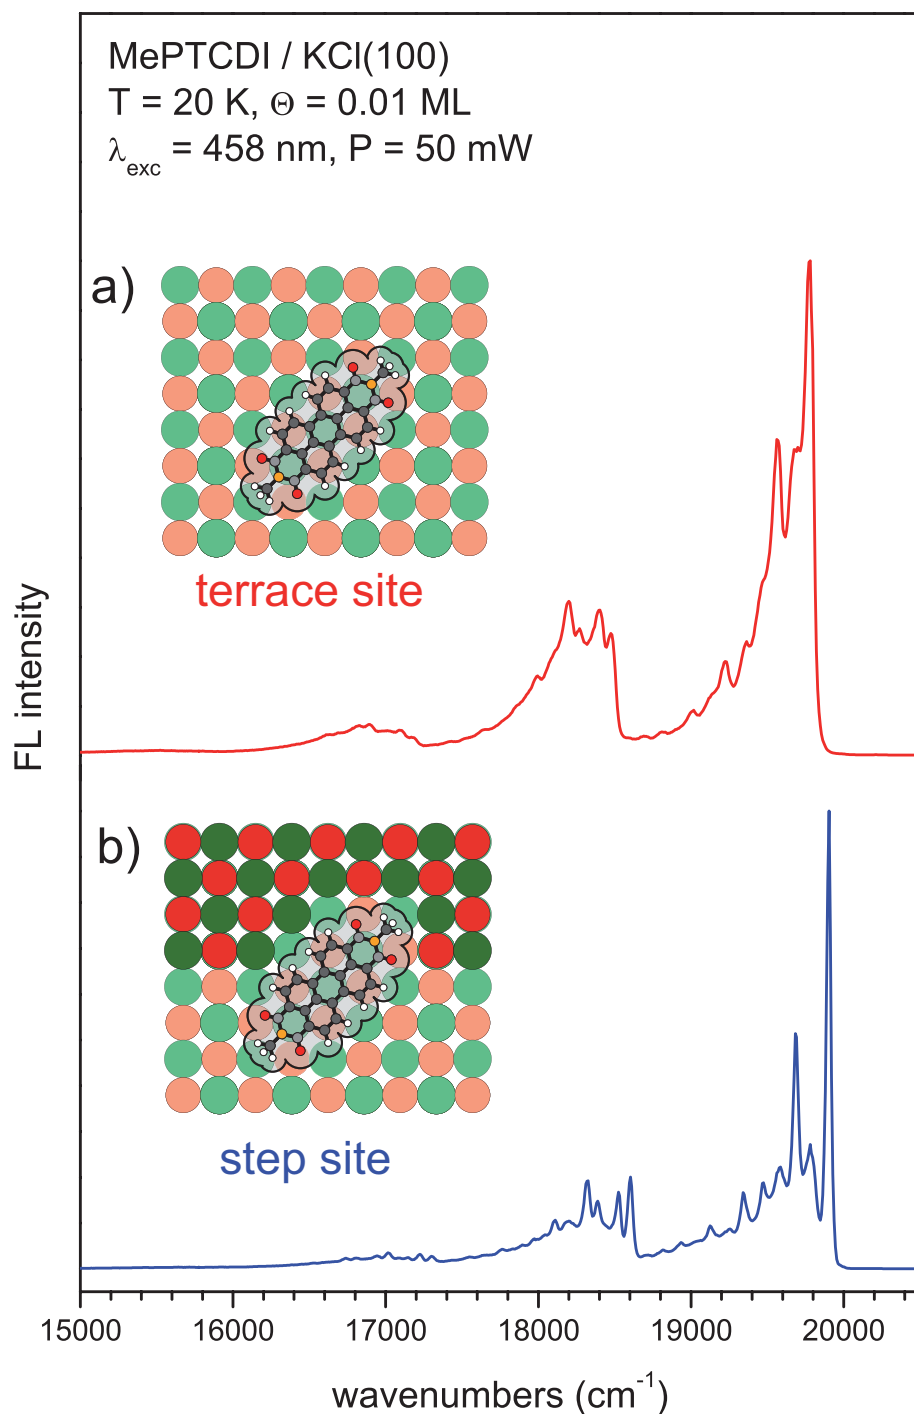 MePTCDI / KCl(100)
T = 20 K, Θ = 0.01 ML
λexc = 458 nm, P = 50 mW
a)
terrace site
FL intensity
b)
step site
15000 16000 17000 18000 19000 20000
wavenumbers (cm-1)